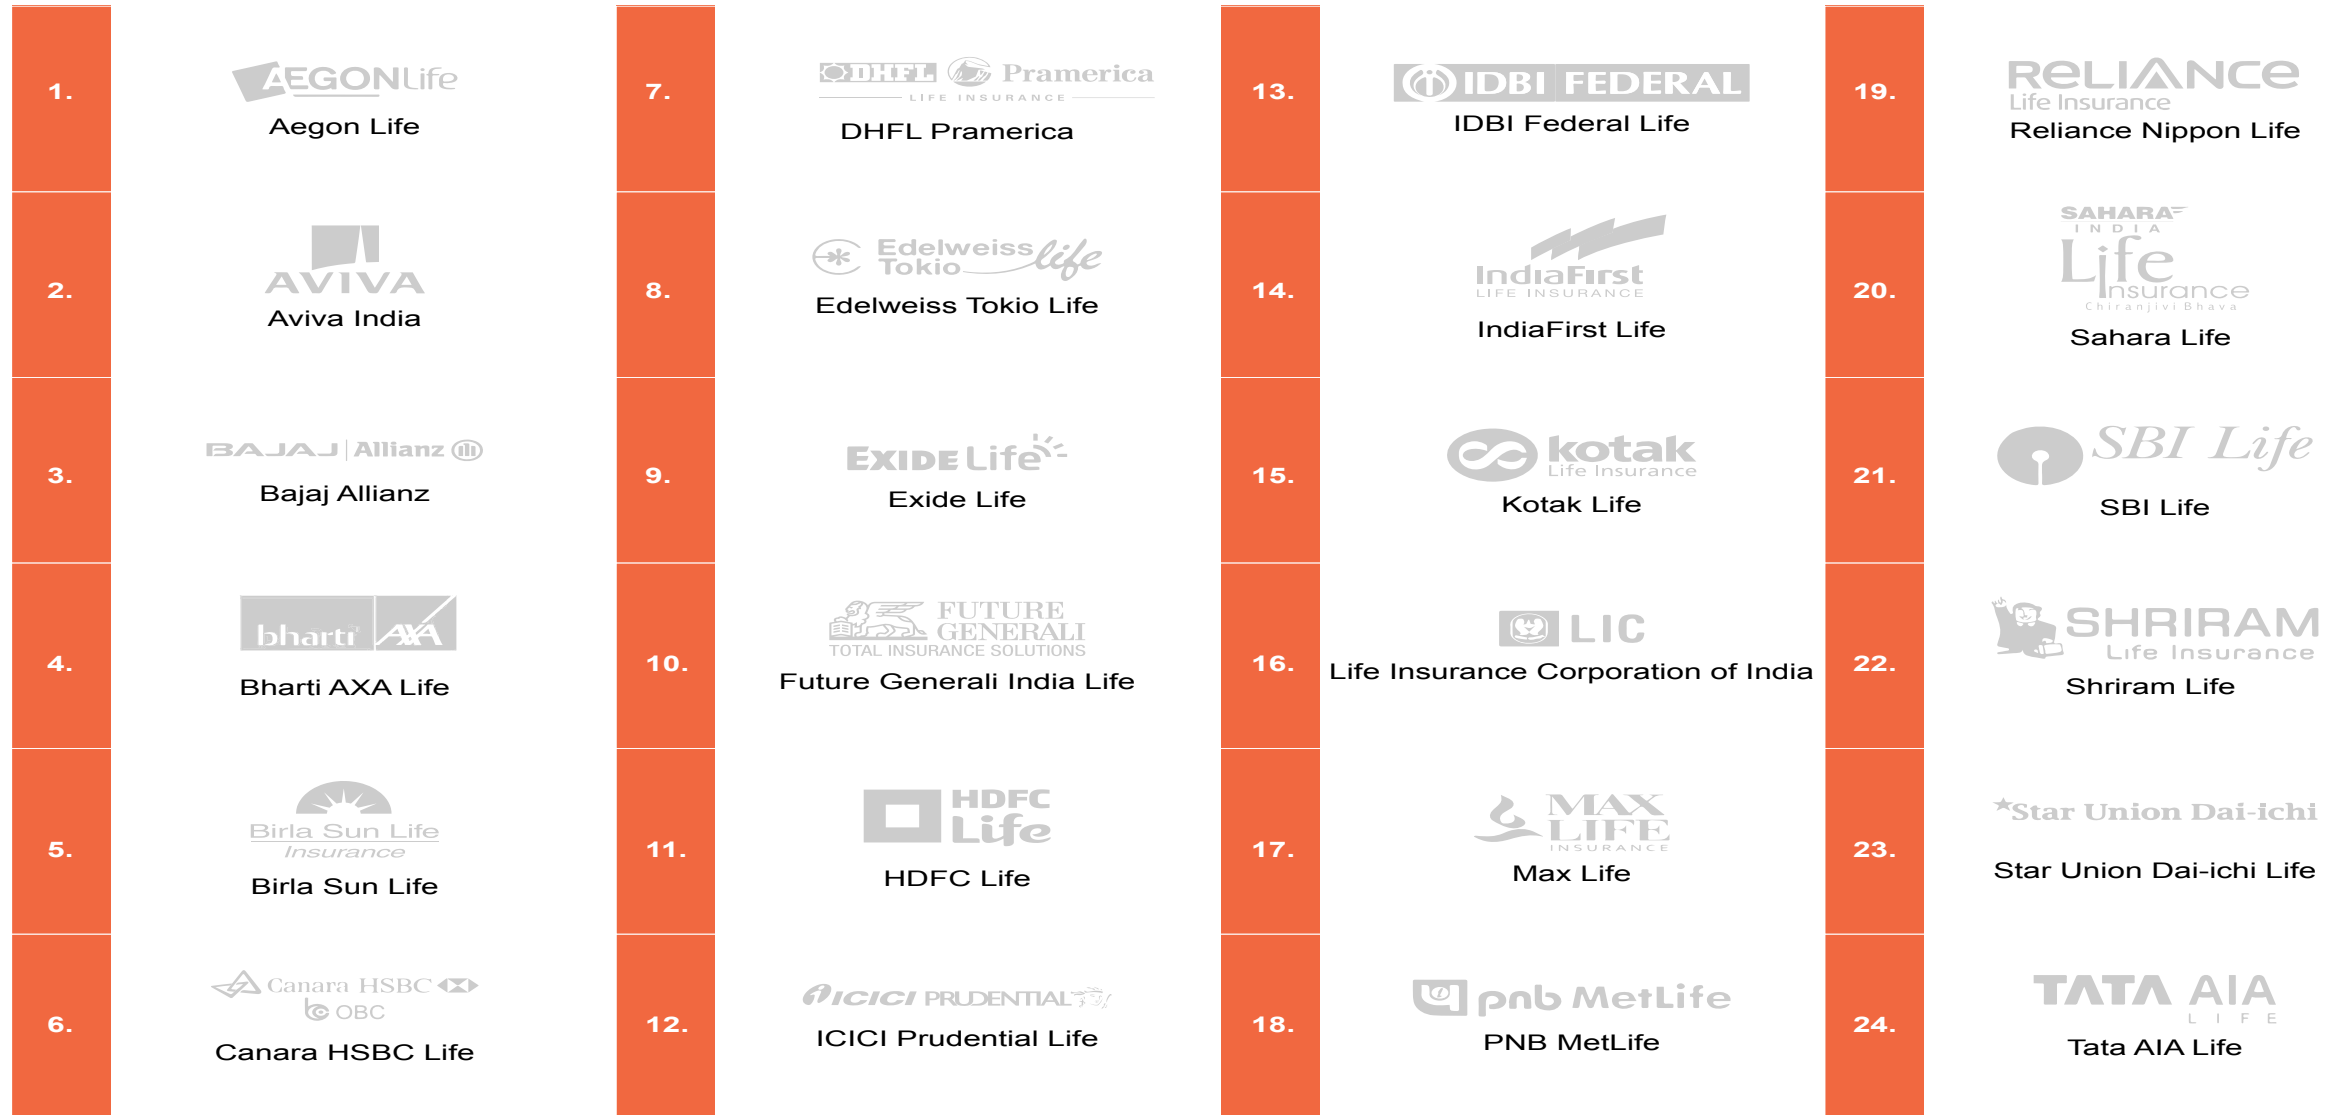 1.
AEGONLife
Aegon Life
2.
AVIVA
Aviva India
3.
BAJAJ | Allianz
Bajaj Allianz
4.
bharti AXA
Bharti AXA Life
5.
Birla Sun Life
Insurance
Birla Sun Life
6.
Canara HSBC
OBC
Canara HSBC Life
7.
DHFL Pramerica
LIFE INSURANCE
DHFL Pramerica
8.
Edelweiss life
Tokio
Edelweiss Tokio Life
9.
EXIDE Life
Exide Life
10.
FUTURE
GENERALI
TOTAL INSURANCE SOLUTIONS
Future Generali India Life
11.
HDFC
Life
HDFC Life
12.
ICICI PRUDENTIAL
ICICI Prudential Life
13.
IDBI FEDERAL
IDBI Federal Life
14.
IndiaFirst
LIFE INSURANCE
IndiaFirst Life
15.
kotak
Life Insurance
Kotak Life
16.
LIC
Life Insurance Corporation of India
17.
MAX
LIFE
INSURANCE
Max Life
18.
pnb MetLife
PNB MetLife
19.
RELIANCE
Life Insurance
Reliance Nippon Life
20.
SAHARA
INDIA
Life
Insurance
Chiranjivi Bhava
Sahara Life
21.
SBI Life
SBI Life
22.
SHRIRAM
Life Insurance
Shriram Life
23.
Star Union Dai-ichi
Star Union Dai-ichi Life
24.
TATA AIA
LIFE
Tata AIA Life